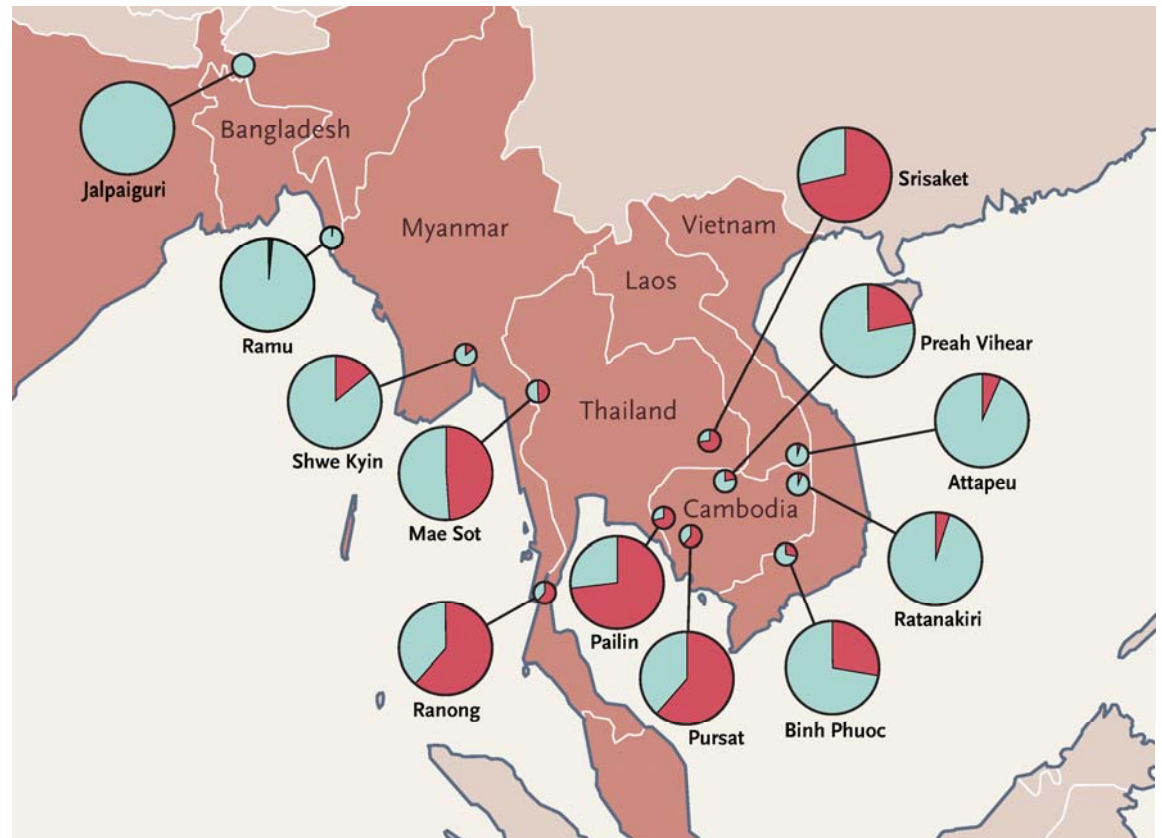 Jalpaiguri
Bangladesh
Ramu
Myanmar
Shwe Kyin
Mae Sot
Ranong
Thailand
Laos
Vietnam
Srisaket
Preah Vihear
Attapeu
Cambodia
Ratanakiri
Pailin
Pursat
Binh Phuoc